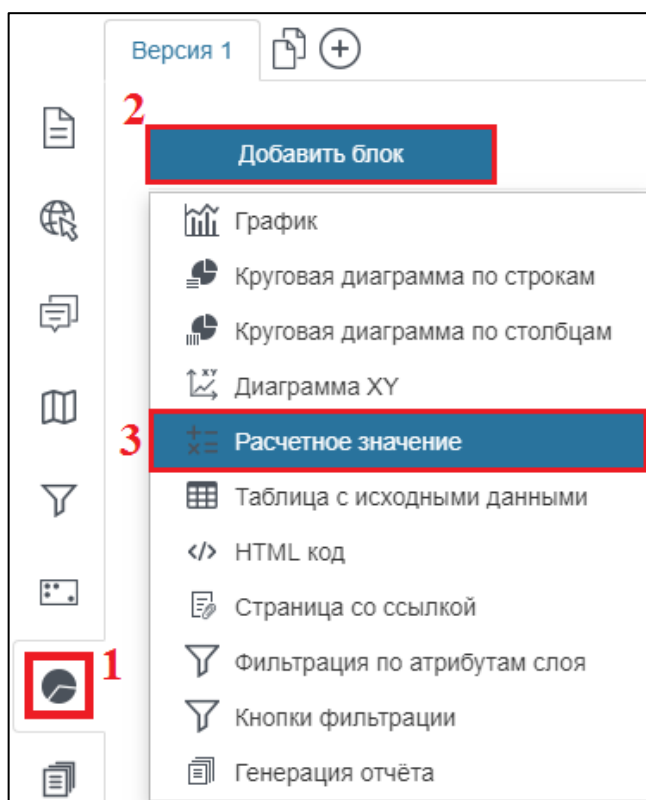 Версия 1
2
Добавить блок
График
Круговая диаграмма по строкам
Круговая диаграмма по столбцам
XY
Диаграмма XY
3
Расчетное значение
Таблица с исходными данными
</> HTML код
Страница со ссылкой
1
Фильтрация по атрибутам слоя
Кнопки фильтрации
Генерация отчёта